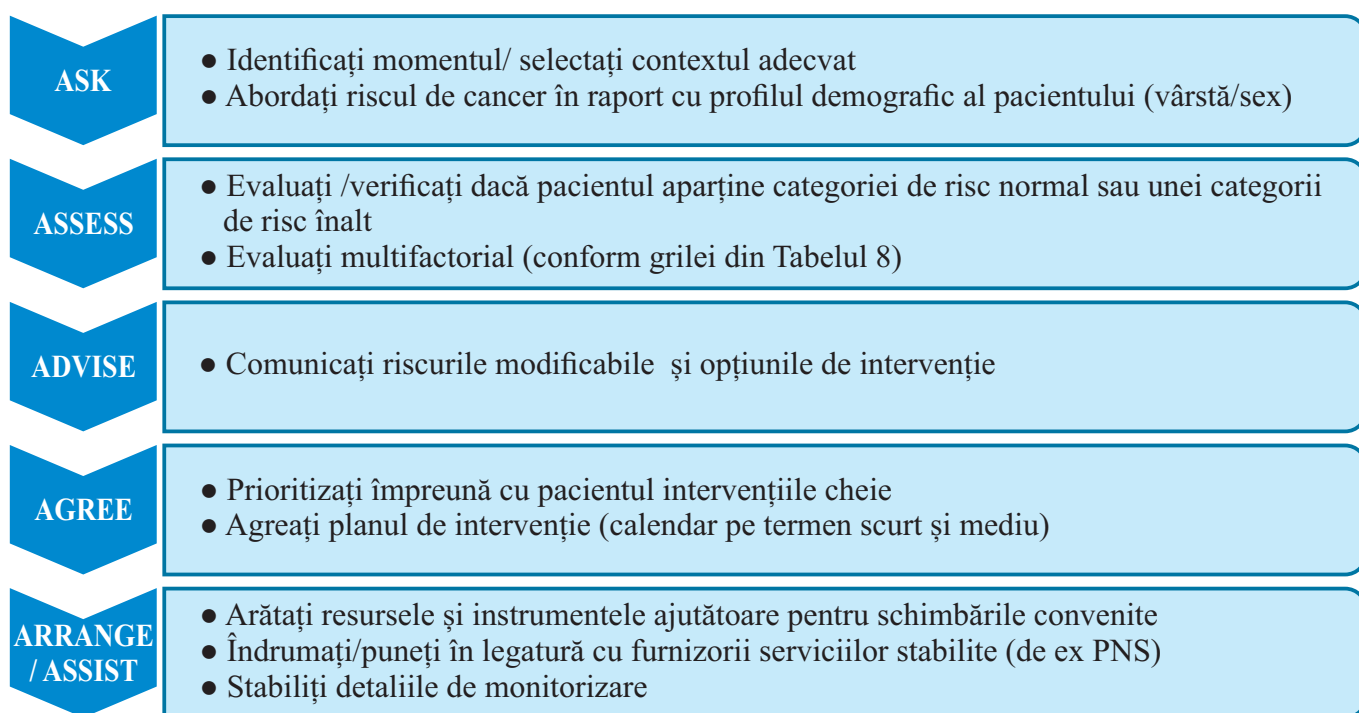 ASK
● Identificați momentul/ selectați contextul adecvat
● Abordați riscul de cancer în raport cu profilul demografic al pacientului (vârstă/sex)
ASSESS
● Evaluați /verificați dacă pacientul aparține categoriei de risc normal sau unei categorii
de risc înalt
● Evaluați multifactorial (conform grilei din Tabelul 8)
ADVISE
● Comunicați riscurile modificabile și opțiunile de intervenție
AGREE
● Prioritizați împreună cu pacientul intervențiile cheie
● Agreați planul de intervenție (calendar pe termen scurt și mediu)
ARRANGE
/ ASSIST
● Arătați resursele și instrumentele ajutătoare pentru schimbările convenite
● Îndrumați/puneți în legatură cu furnizorii serviciilor stabilite (de ex PNS)
● Stabiliți detaliile de monitorizare